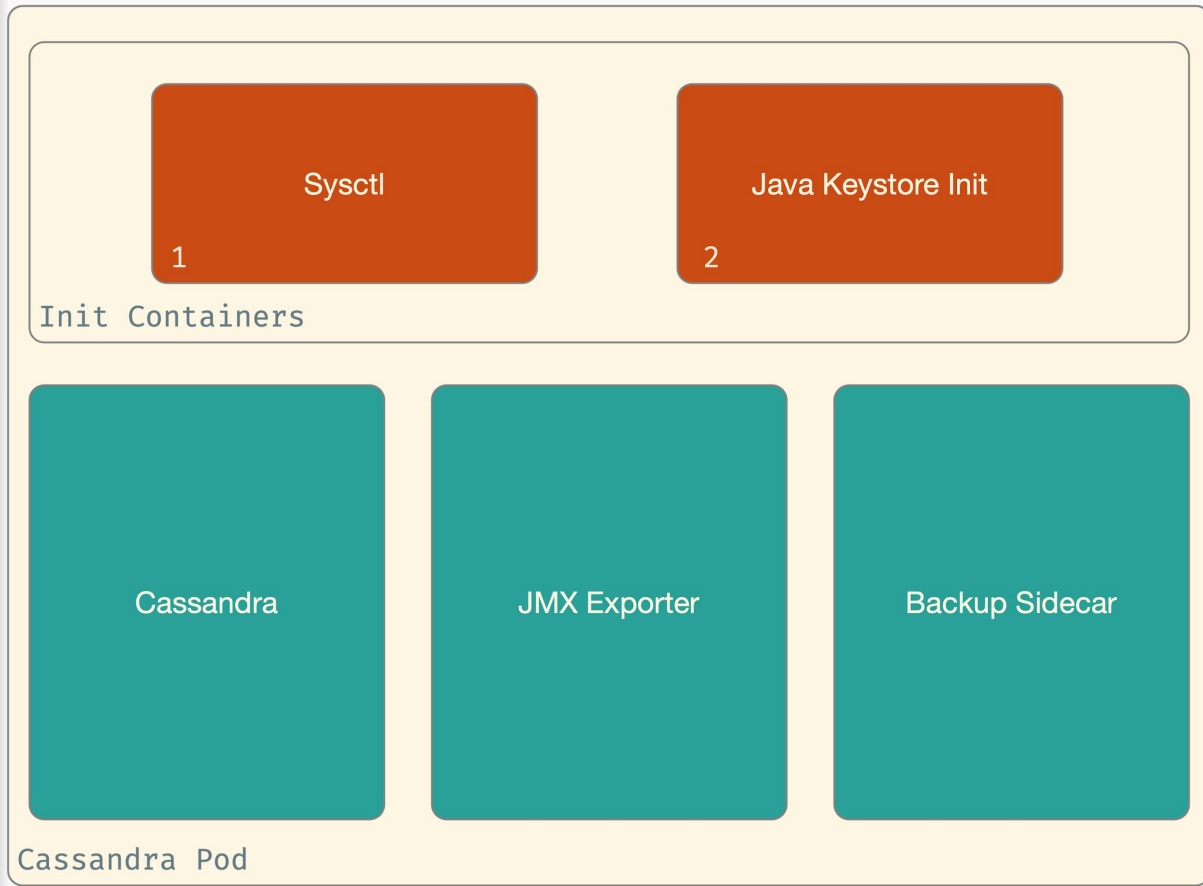 Sysctl
Java Keystore Init
1
2
Init Containers
Cassandra
JMX Exporter
Backup Sidecar
Cassandra Pod